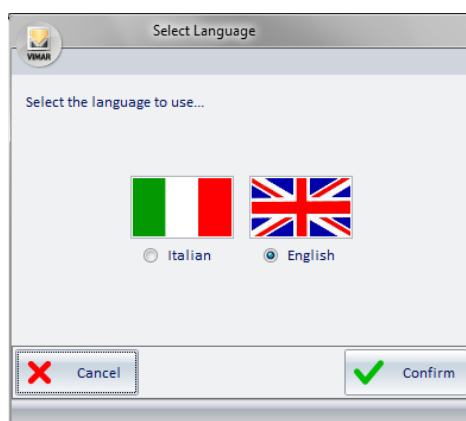 Select Language
VIMAR
Select the language to use...
Italian English
Cancel Confirm